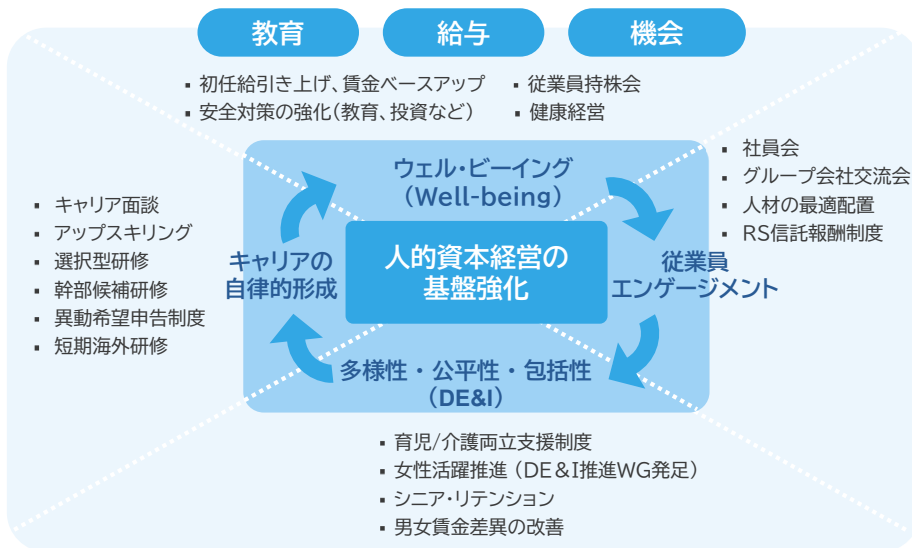 教育
給与
機会
▪ 初任給引き上げ、賃金ベースアップ
▪ 安全対策の強化(教育、投資など)
▪ 従業員持株会
▪ 健康経営
▪ 社員会
▪ グループ会社交流会
▪ 人材の最適配置
▪ RS信託報酬制度
▪ キャリア面談
▪ アップスキリング
▪ 選択型研修
▪ 幹部候補研修
▪ 異動希望申告制度
▪ 短期海外研修
ウェル・ビーイング
(Well-being)
キャリアの
自律的形成
人的資本経営の
基盤強化
従業員
エンゲージメント
多様性・公平性・包括性
(DE&I)
▪ 育児/介護両立支援制度
▪ 女性活躍推進(DE&I推進WG発足)
▪ シニア・リテンション
▪ 男女賃金差異の改善